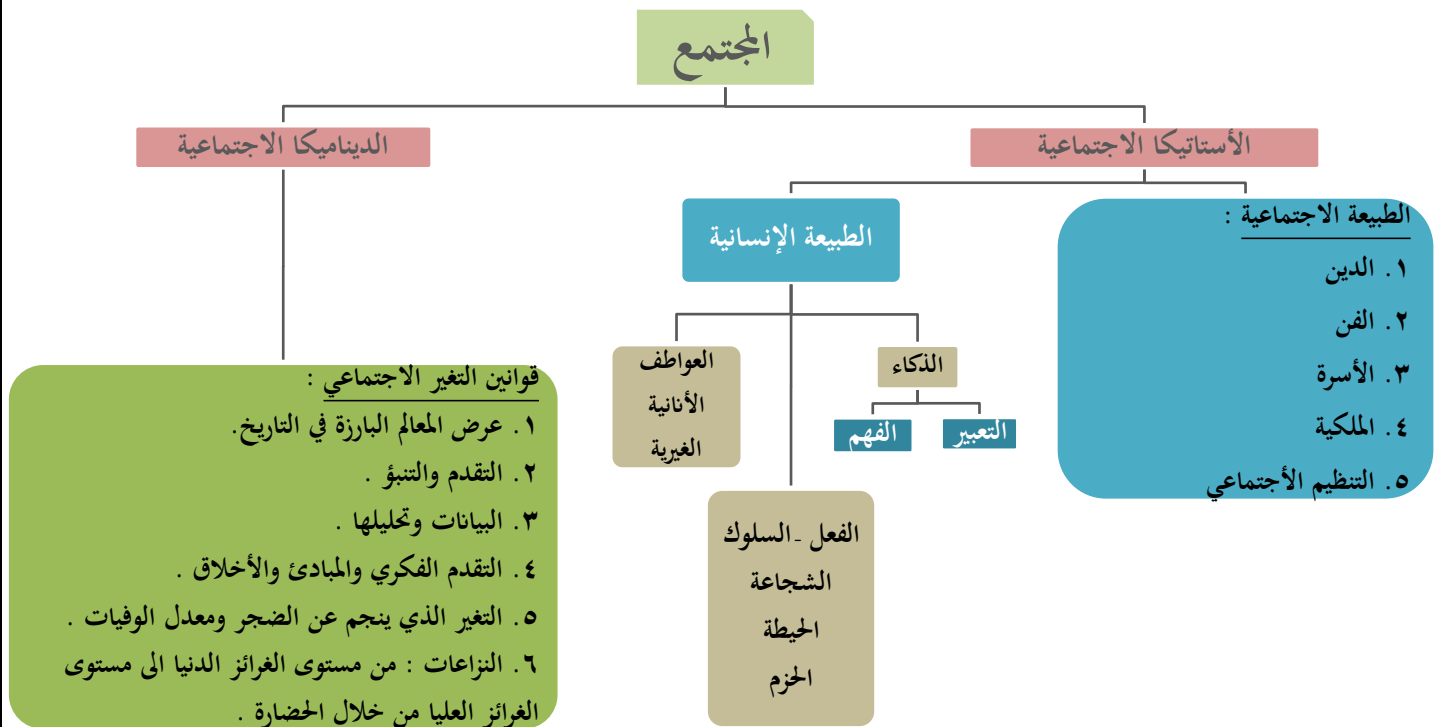 المجتمع
الأستاتيكا الاجتماعية
الديناميكا الاجتماعية
الطبيعة الاجتماعية :
١. الدين
٢. الفن
٣. الأسرة
٤. الملكية
٥. التنظيم الأجتماعي
الطبيعة الإنسانية
الذكاء
التعبير
الفهم
العواطف
الأنانية
الغيرية
الفعل - السلوك
الشجاعة
الحيطة
الحزم
قوانين التغير الاجتماعي :
١. عرض المعالم البارزة في التاريخ.
٢. التقدم والتنبؤ .
٣. البيانات وتحليلها .
٤. التقدم الفكري والمبادئ والأخلاق .
٥. التغير الذي ينجم عن الضجر ومعدل الوفيات .
٦. النزاعات : من مستوى الغرائز الدنيا الى مستوى
الغرائز العليا من خلال الحضارة .